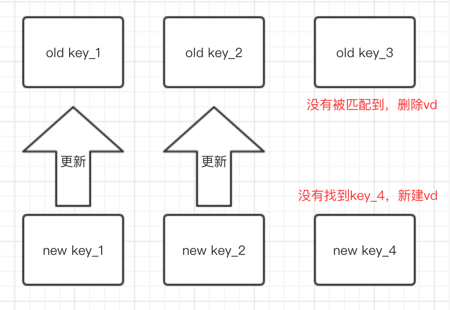 old key_1
old key_2
old key_3
没有被匹配到，删除vd
更新
更新
没有找到key_4，新建vd
new key_1
new key_2
new key_4